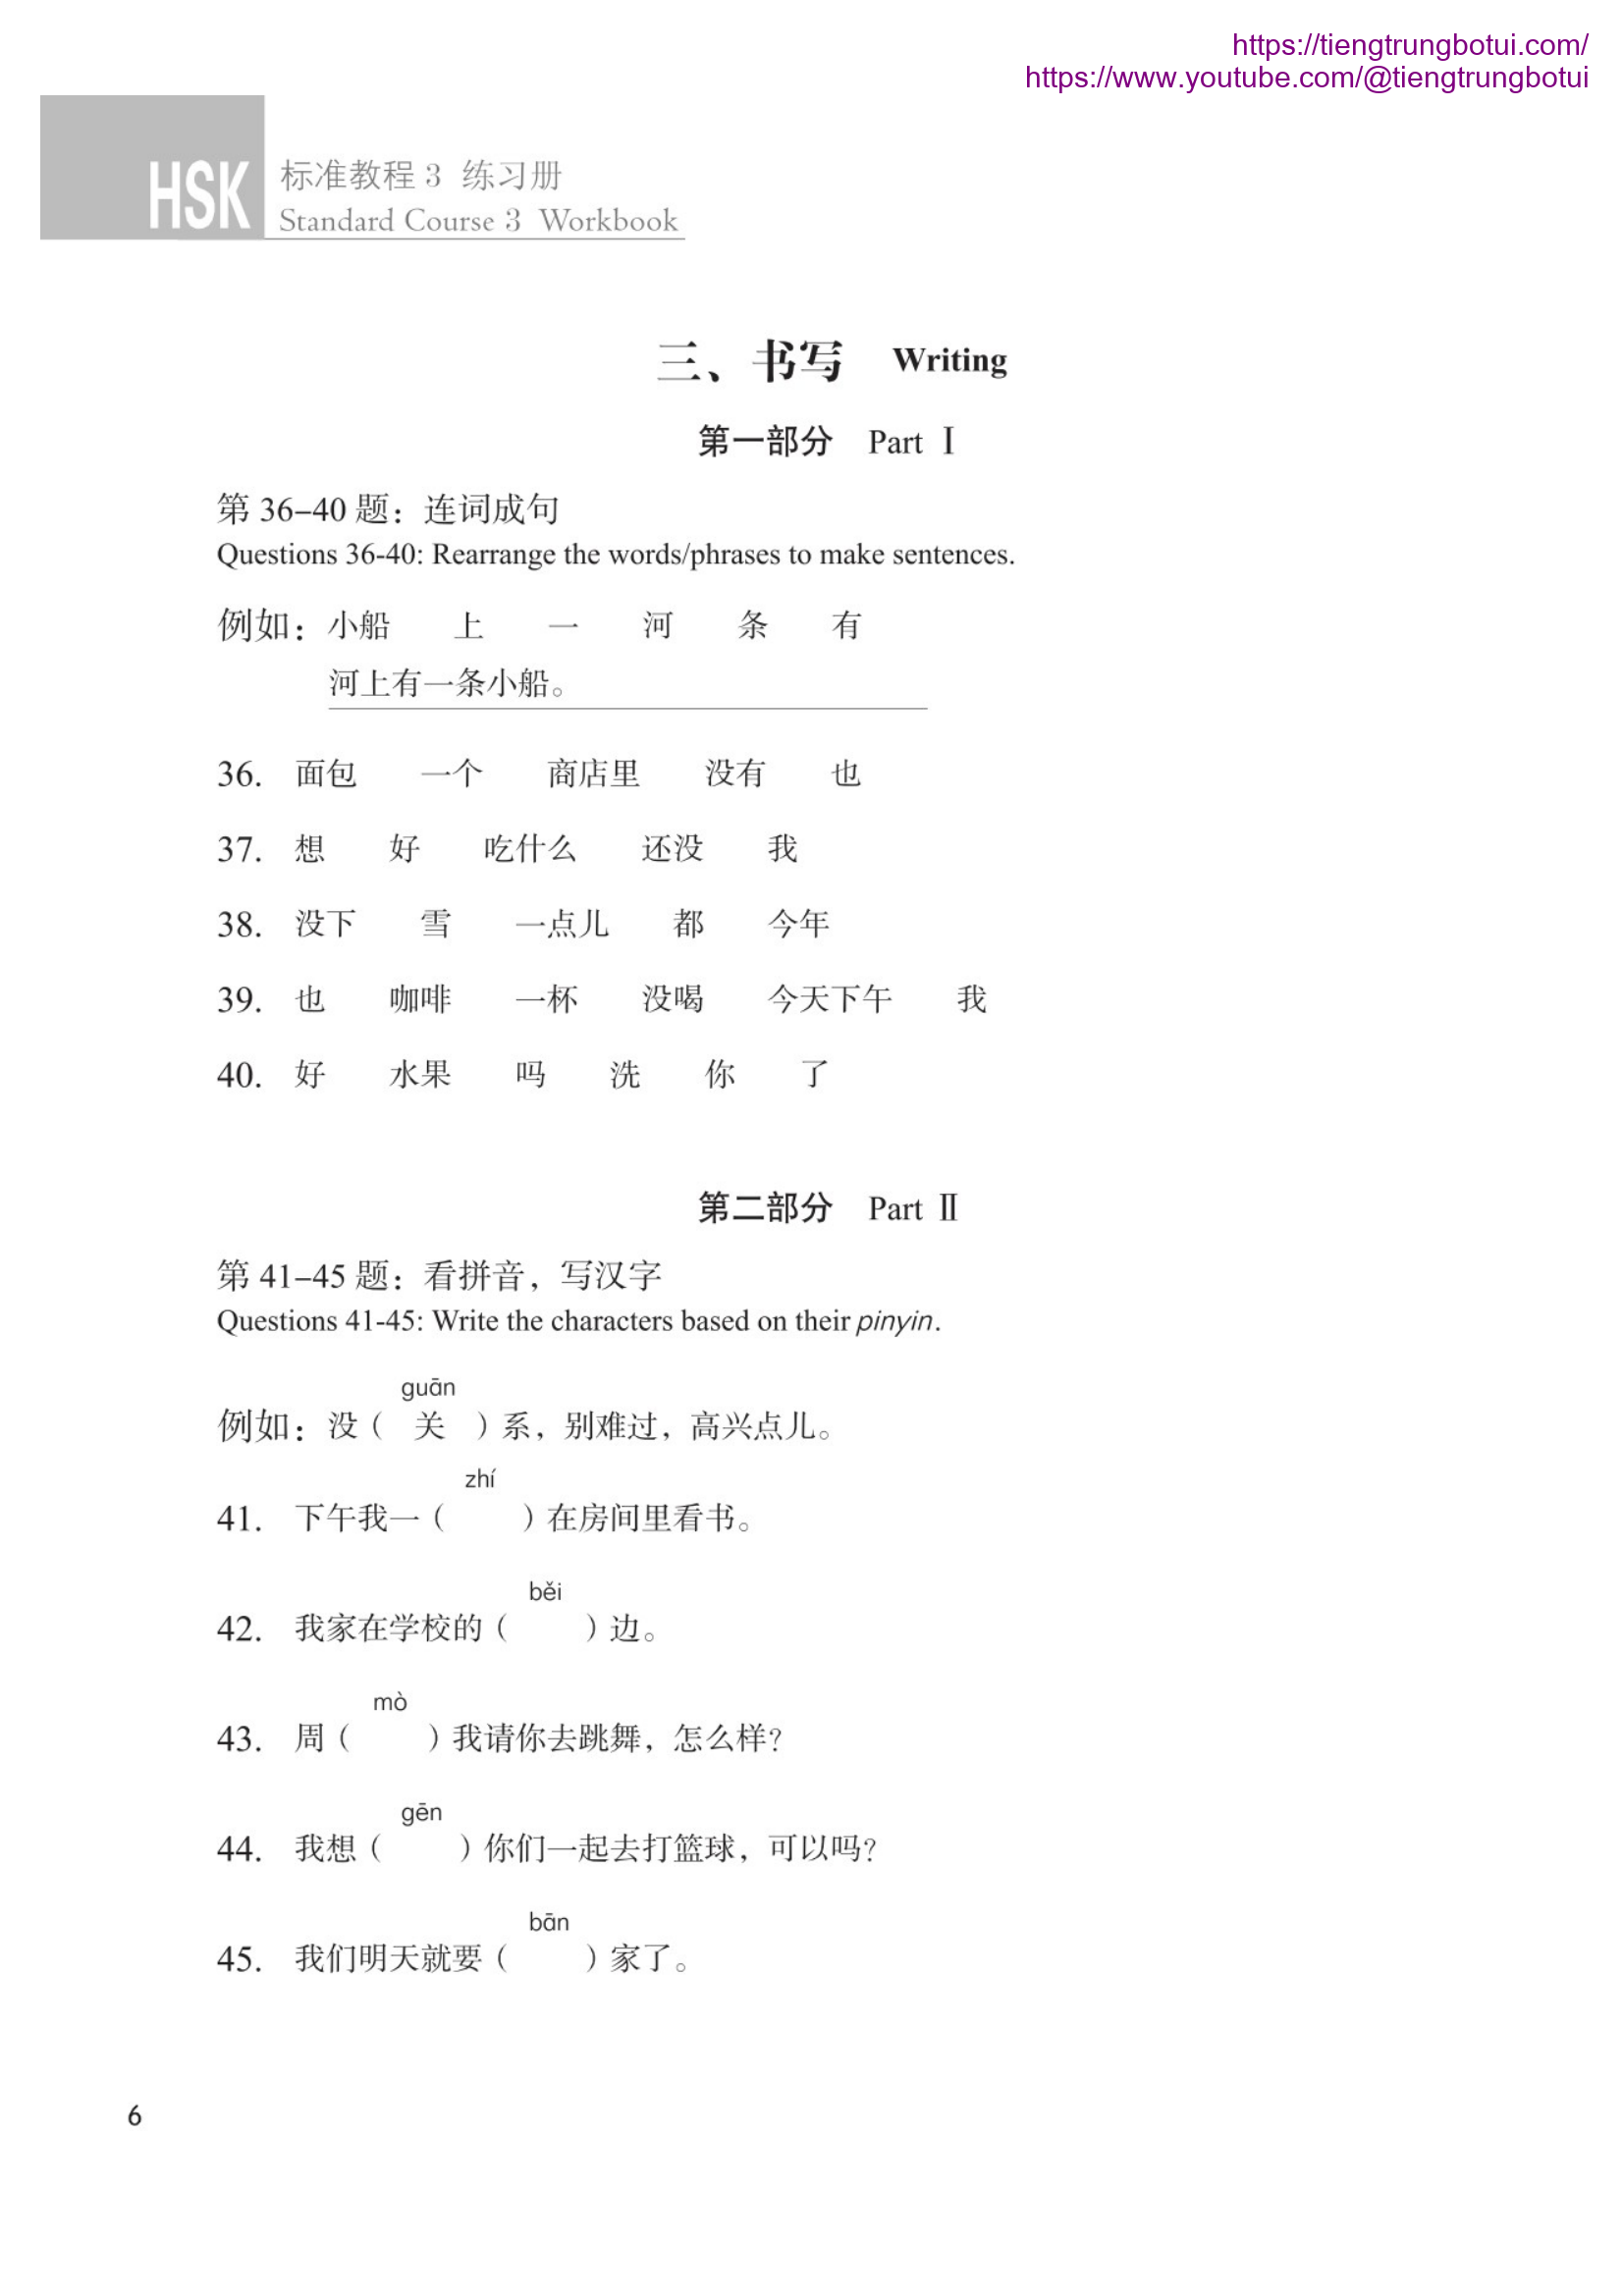 https://tiengtrungbotui.com/
https://www.youtube.com/@tiengtrungbotui
HSK 标准教程 3 练习册
Standard Course 3 Workbook
三、书写 Writing
第一部分 Part Ⅰ
第 36–40 题：连词成句
Questions 36-40: Rearrange the words/phrases to make sentences.
例如：小船 上 一 河 条 有
河上有一条小船。
36. 面包 一个 商店里 没有 也
37. 想 好 吃什么 还没 我
38. 没下 雪 一点儿 都 今年
39. 也 咖啡 一杯 没喝 今天下午 我
40. 好 水果 吗 洗 你 了
第二部分 Part Ⅱ
第 41–45 题：看拼音，写汉字
Questions 41-45: Write the characters based on their pinyin.
guān
例如：没（ 关 ）系，别难过，高兴点儿。
zhí
41. 下午我一（ ）在房间里看书。
běi
42. 我家在学校的（ ）边。
mò
43. 周（ ）我请你去跳舞，怎么样？
gēn
44. 我想（ ）你们一起去打篮球，可以吗？
bān
45. 我们明天就要（ ）家了。
6